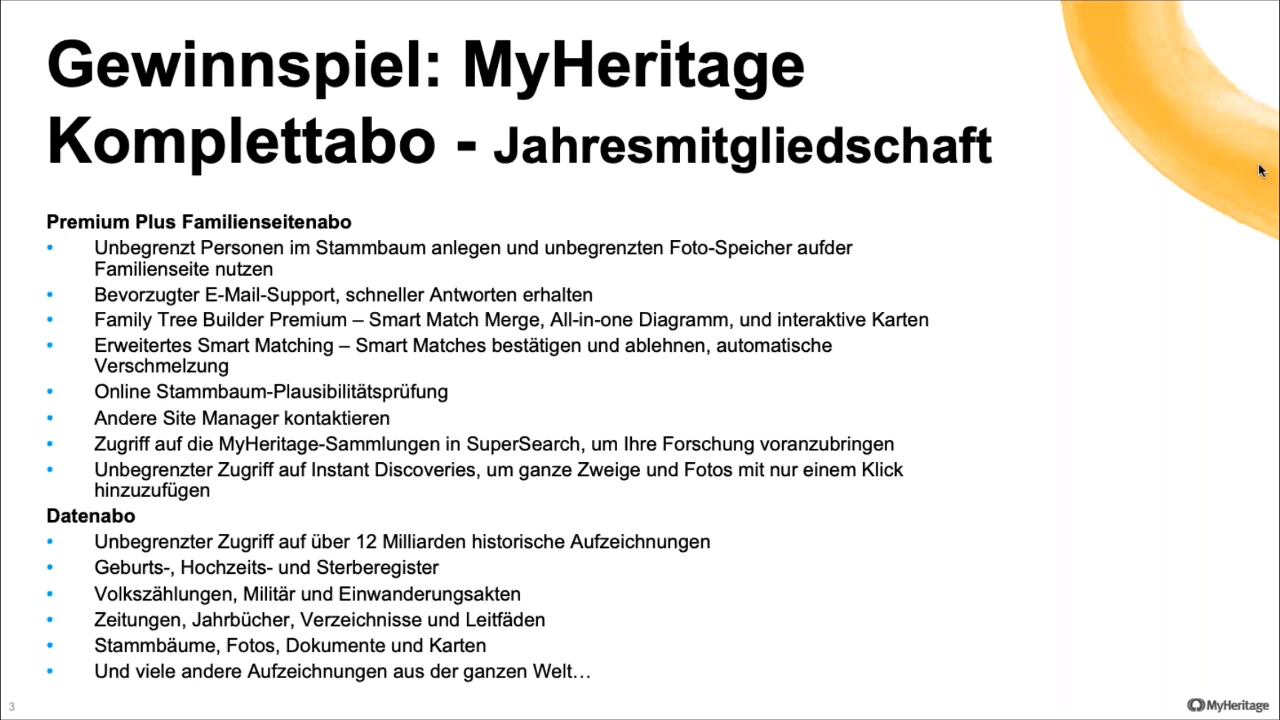 Gewinnspiel: MyHeritage
Komplettabo - Jahresmitgliedschaft
Premium Plus Familienseitenabo
• Unbegrenzt Personen im Stammbaum anlegen und unbegrenzten Foto-Speicher aufder
Familienseite nutzen
• Bevorzugter E-Mail-Support, schneller Antworten erhalten
• Family Tree Builder Premium – Smart Match Merge, All-in-one Diagramm, und interaktive Karten
• Erweitertes Smart Matching – Smart Matches bestätigen und ablehnen, automatische
Verschmelzung
• Online Stammbaum-Plausibilitätsprüfung
• Andere Site Manager kontaktieren
• Zugriff auf die MyHeritage-Sammlungen in SuperSearch, um Ihre Forschung voranzubringen
• Unbegrenzter Zugriff auf Instant Discoveries, um ganze Zweige und Fotos mit nur einem Klick
hinzuzufügen
Datenabo
• Unbegrenzter Zugriff auf über 12 Milliarden historische Aufzeichnungen
• Geburts-, Hochzeits- und Sterberegister
• Volkszählungen, Militär und Einwanderungsakten
• Zeitungen, Jahrbücher, Verzeichnisse und Leitfäden
• Stammbäume, Fotos, Dokumente und Karten
• Und viele andere Aufzeichnungen aus der ganzen Welt…
3
MyHeritage